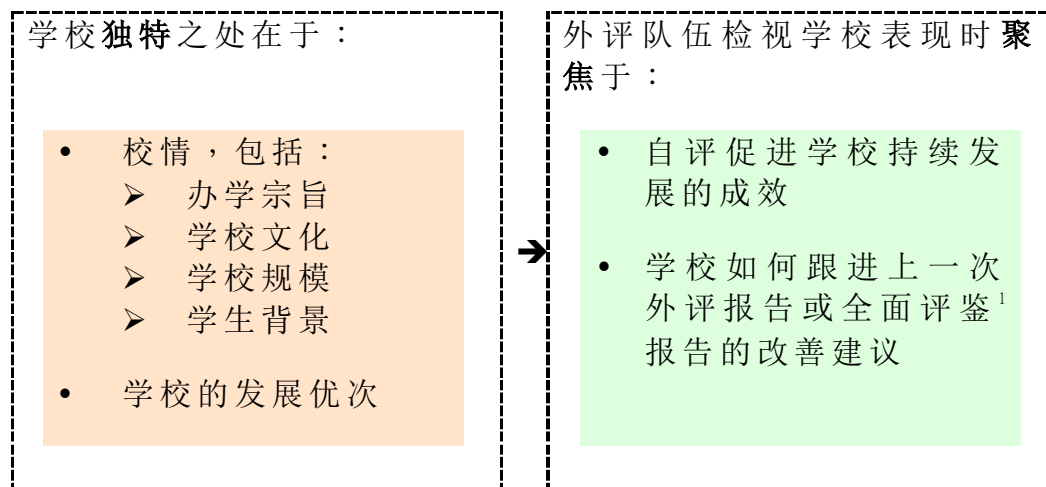 学校独特之处在于：
• 校情，包括：
➢ 办学宗旨
➢ 学校文化
➢ 学校规模
➢ 学生背景
• 学校的发展优次
➔
外评队伍检视学校表现时聚
焦于：
• 自评促进学校持续发
展的成效
• 学校如何跟进上一次
外评报告或全面评鉴1
报告的改善建议